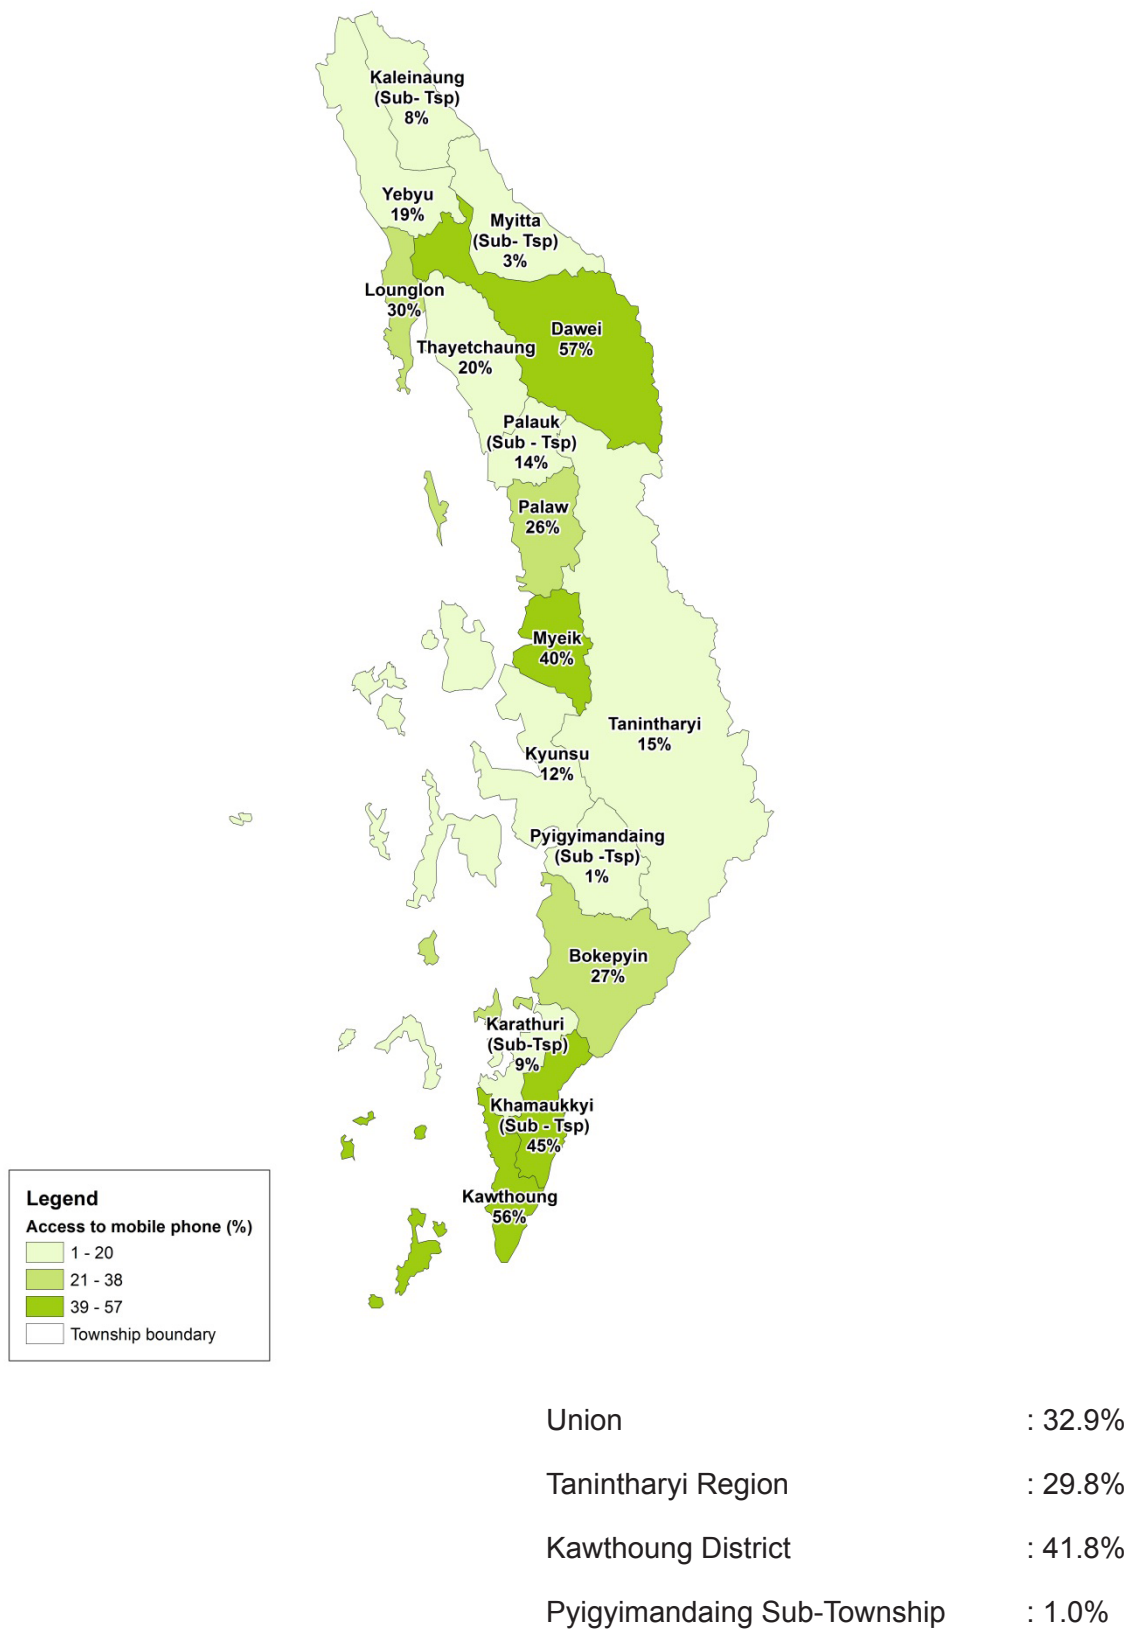 Kaleinaung
(Sub- Tsp)
8%
Yebyu
19%
Myitta
(Sub- Tsp)
3%
Lounglon
30%
Dawei
57%
Thayetchaung
20%
Palauk
(Sub - Tsp)
14%
Palaw
26%
Myeik
40%
Tanintharyi
15%
Kyunsu
12%
Pyigyimandaing
(Sub -Tsp)
1%
Bokepyin
27%
Karathuri
(Sub-Tsp)
9%
Khamaukkyi
(Sub - Tsp)
45%
Kawthoung
56%
Legend
Access to mobile phone (%)
1 - 20
21 - 38
39 - 57
Township boundary
Union : 32.9%
Tanintharyi Region : 29.8%
Kawthoung District : 41.8%
Pyigyimandaing Sub-Township : 1.0%